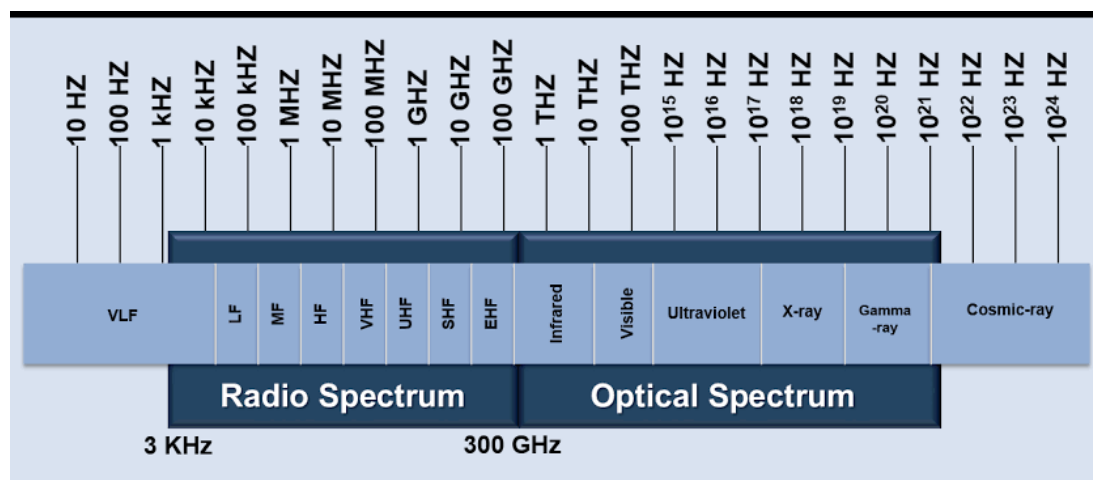 10 HZ
100 HZ
1 kHZ
10 kHZ
100 kHZ
1 MHZ
10 MHZ
100 MHZ
1 GHZ
10 GHZ
100 GHZ
1 THZ
10 THZ
100 THZ
10¹⁵ HZ
10¹⁶ HZ
10¹⁷ HZ
10¹⁸ HZ
10¹⁹ HZ
10²⁰ HZ
10²¹ HZ
10²² HZ
10²³ HZ
10²⁴ HZ
VLF
LF
MF
HF
VHF
UHF
SHF
EHF
Infrared
Visible
Ultraviolet
X-ray
Gamma
-ray
Cosmic-ray
Radio Spectrum
Optical Spectrum
3 KHz
300 GHz